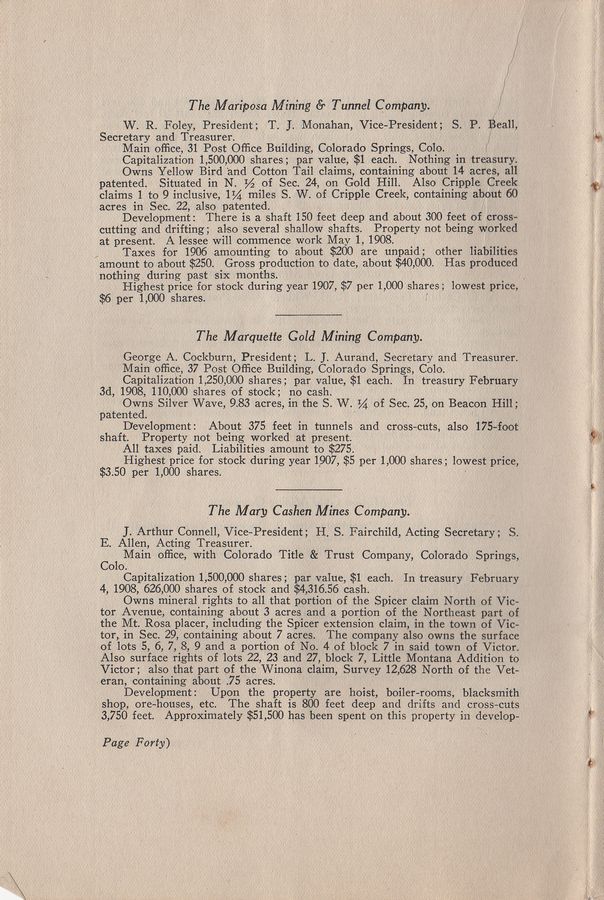 The Mariposa Mining & Tunnel Company.
W. R. Foley, President; T. J. Monahan, Vice-President; S. P. Beall,
Secretary and Treasurer.
Main office, 31 Post Office Building, Colorado Springs, Colo.
Capitalization 1,500,000 shares; par value, $1 each. Nothing in treasury.
Owns Yellow Bird and Cotton Tail claims, containing about 14 acres, all
patented. Situated in N. ½ of Sec. 24, on Gold Hill. Also Cripple Creek
claims 1 to 9 inclusive, 1¼ miles S. W. of Cripple Creek, containing about 60
acres in Sec. 22, also patented.
Development: There is a shaft 150 feet deep and about 300 feet of cross-
cutting and drifting; also several shallow shafts. Property not being worked
at present. A lessee will commence work May 1, 1908.
Taxes for 1906 amounting to about $200 are unpaid; other liabilities
amount to about $250. Gross production to date, about $40,000. Has produced
nothing during past six months.
Highest price for stock during year 1907, $7 per 1,000 shares; lowest price,
$6 per 1,000 shares.
The Marquette Gold Mining Company.
George A. Cockburn, President; L. J. Aurand, Secretary and Treasurer.
Main office, 37 Post Office Building, Colorado Springs, Colo.
Capitalization 1,250,000 shares; par value, $1 each. In treasury February
3d, 1908, 110,000 shares of stock; no cash.
Owns Silver Wave, 9.83 acres, in the S. W. ¼ of Sec. 25, on Beacon Hill;
patented.
Development: About 375 feet in tunnels and cross-cuts, also 175-foot
shaft. Property not being worked at present.
All taxes paid. Liabilities amount to $275.
Highest price for stock during year 1907, $5 per 1,000 shares; lowest price,
$3.50 per 1,000 shares.
The Mary Cashen Mines Company.
J. Arthur Connell, Vice-President; H. S. Fairchild, Acting Secretary; S.
E. Allen, Acting Treasurer.
Main office, with Colorado Title & Trust Company, Colorado Springs,
Colo.
Capitalization 1,500,000 shares; par value, $1 each. In treasury February
4, 1908, 626,000 shares of stock and $4,316.56 cash.
Owns mineral rights to all that portion of the Spicer claim North of Vic-
tor Avenue, containing about 3 acres and a portion of the Northeast part of
the Mt. Rosa placer, including the Spicer extension claim, in the town of Vic-
tor, in Sec. 29, containing about 7 acres. The company also owns the surface
of lots 5, 6, 7, 8, 9 and a portion of No. 4 of block 7 in said town of Victor.
Also surface rights of lots 22, 23 and 27, block 7, Little Montana Addition to
Victor; also that part of the Winona claim, Survey 12,628 North of the Vet-
eran, containing about .75 acres.
Development: Upon the property are hoist, boiler-rooms, blacksmith
shop, ore-houses, etc. The shaft is 800 feet deep and drifts and cross-cuts
3,750 feet. Approximately $51,500 has been spent on this property in develop-
Page Forty)